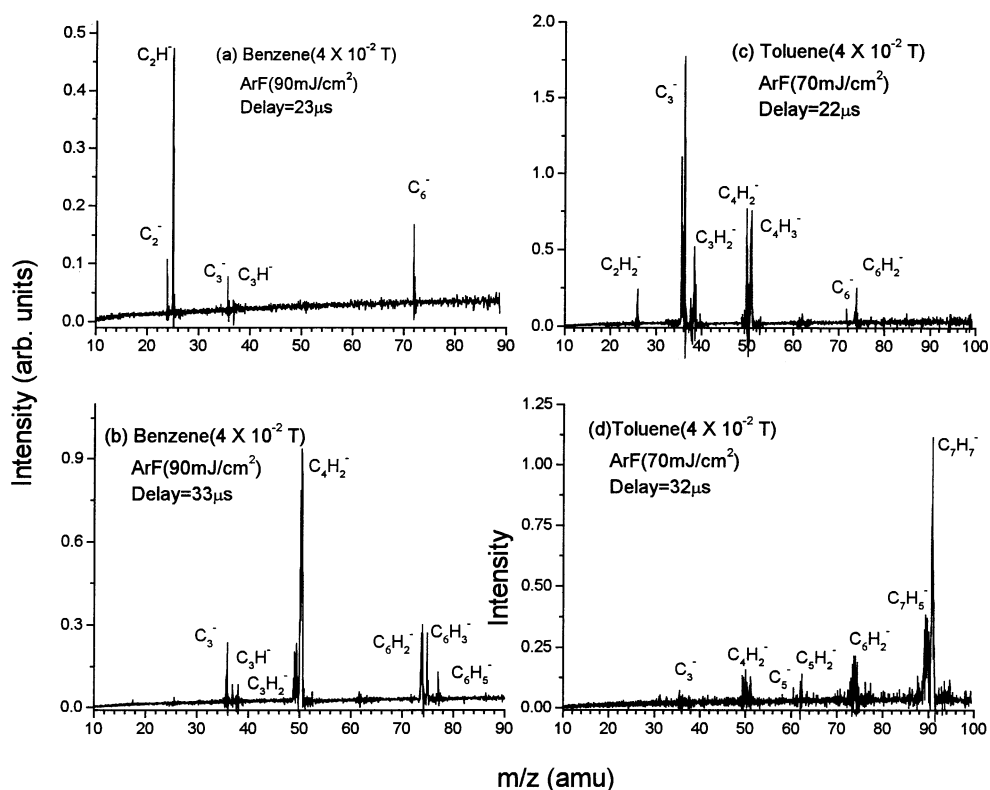 Intensity (arb. units)
(a) Benzene(4 X 10⁻² T)
ArF(90mJ/cm²)
Delay=23µs
C₂H⁻
C₂⁻
C₃⁻
C₃H⁻
C₆⁻
0.5
0.4
0.3
0.2
0.1
0.0
10 20 30 40 50 60 70 80 90
(c) Toluene(4 X 10⁻² T)
ArF(70mJ/cm²)
Delay=22µs
C₃⁻
C₄H₂⁻
C₄H₃⁻
C₃H₂⁻
C₂H₂⁻
C₆⁻
C₆H₂⁻
2.0
1.5
1.0
0.5
0.0
10 20 30 40 50 60 70 80 90 100
(b) Benzene(4 X 10⁻² T)
ArF(90mJ/cm²)
Delay=33µs
C₄H₂⁻
C₃⁻
C₃H⁻
C₃H₂⁻
C₆H₂⁻
C₆H₃⁻
C₆H₅⁻
0.9
0.6
0.3
0.0
10 20 30 40 50 60 70 80 90
Intensity
(d)Toluene(4 X 10⁻² T)
ArF(70mJ/cm²)
Delay=32µs
C₇H₇⁻
C₇H₅⁻
C₆H₂⁻
C₅H₂⁻
C₅⁻
C₄H₂⁻
C₃⁻
1.25
1.00
0.75
0.50
0.25
0.00
10 20 30 40 50 60 70 80 90 100
m/z (amu)